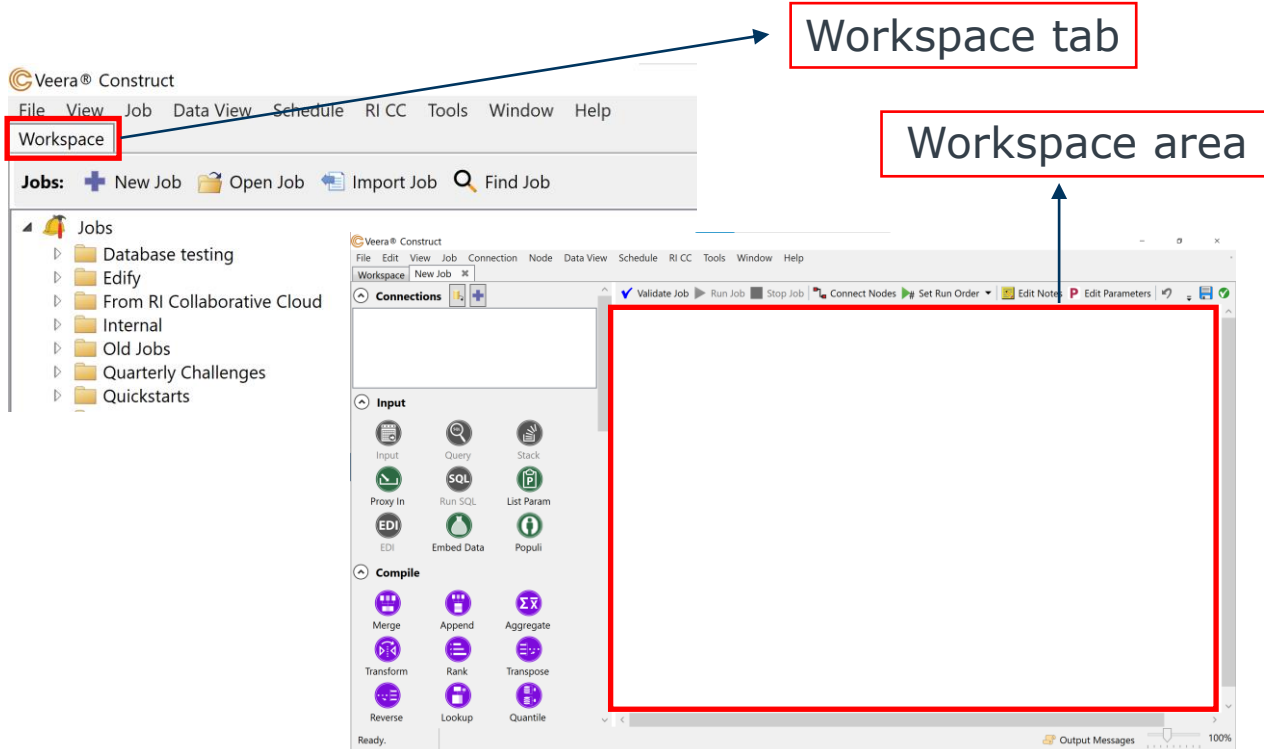 Workspace tab
Veera® Construct
File View Job Data View Schedule RI CC Tools Window Help
Workspace
Jobs: New Job Open Job Import Job Find Job
Jobs
Database testing
Edify
From RI Collaborative Cloud
Internal
Old Jobs
Quarterly Challenges
Quickstarts
Workspace area
Veera® Construct
File Edit View Job Connection Node Data View Schedule RI CC Tools Window Help
Workspace New Job
Connections
Validate Job Run Job Stop Job Connect Nodes # Set Run Order Edit Notes P Edit Parameters
Input
SQL
Input Query Stack
SQL P
Proxy In Run SQL List Param
EDI
EDI Embed Data Populi
Compile
Σx̄
Merge Append Aggregate
Transform Rank Transpose
Reverse Lookup Quantile
Ready.
Output Messages 100%